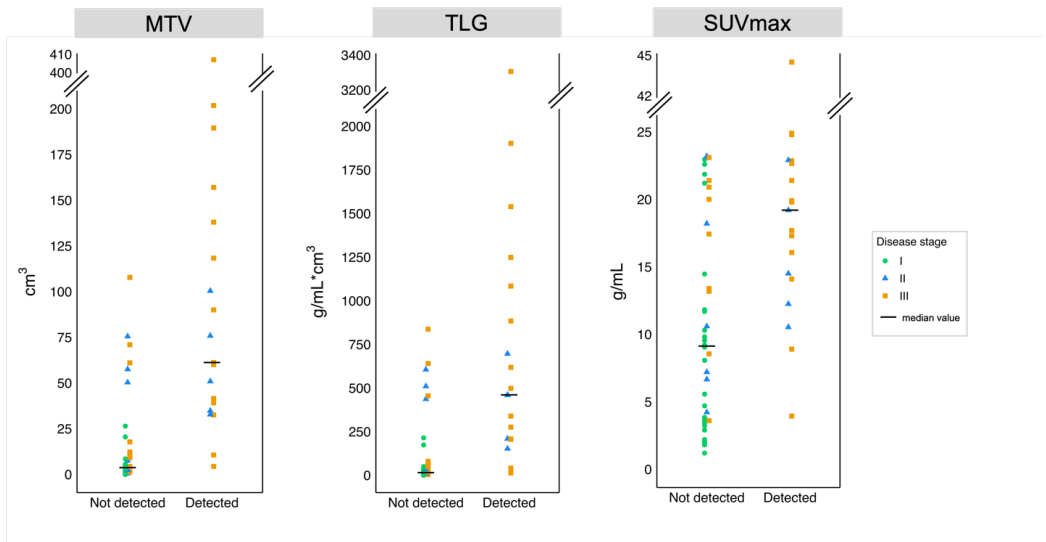 MTV
TLG
SUVmax
410
400
200
175
150
125
100
75
50
25
0
cm³
Not detected
Detected
3400
3200
2000
1750
1500
1250
1000
750
500
250
0
g/mL*cm³
Not detected
Detected
45
42
25
20
15
10
5
0
g/mL
Not detected
Detected
Disease stage
I
II
III
median value